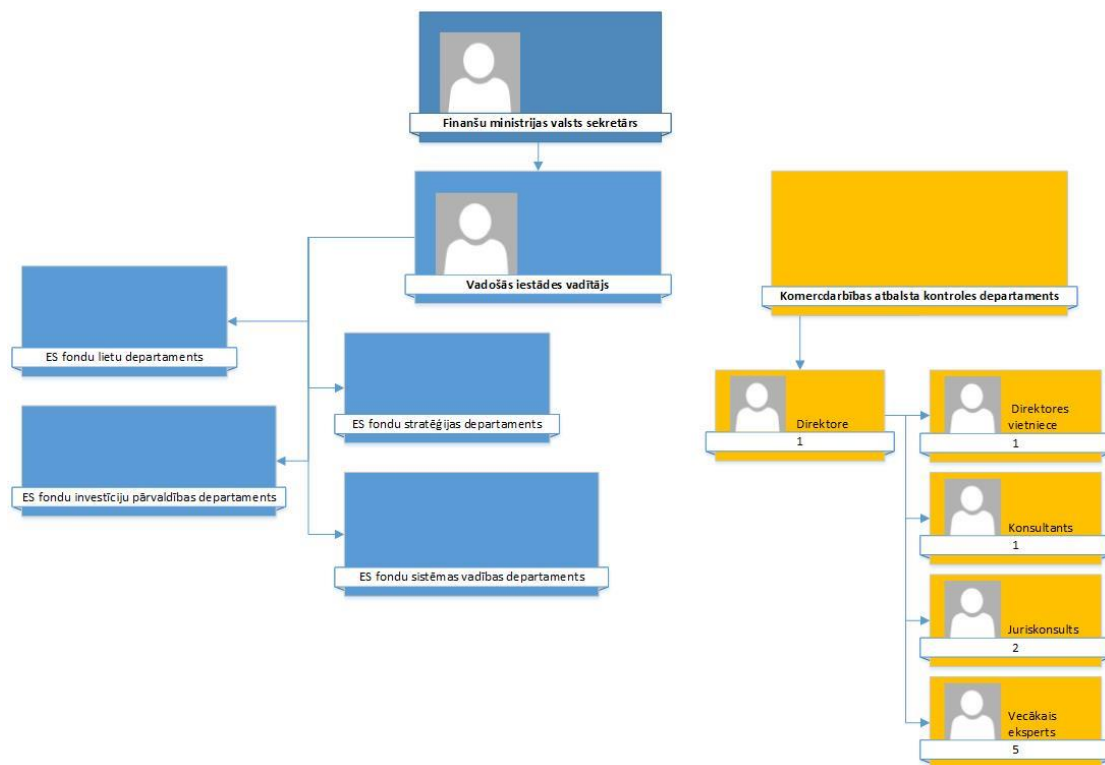 Finanšu ministrijas valsts sekretārs
Vadošās iestādes vadītājs
ES fondu lietu departaments
ES fondu stratēģijas departaments
ES fondu investīciju pārvaldības departaments
ES fondu sistēmas vadības departaments
Komercdarbības atbalsta kontroles departaments
Direktore
1
Direktores
vietniece
1
Konsultants
1
Juriskonsults
2
Vecākais
eksperts
5